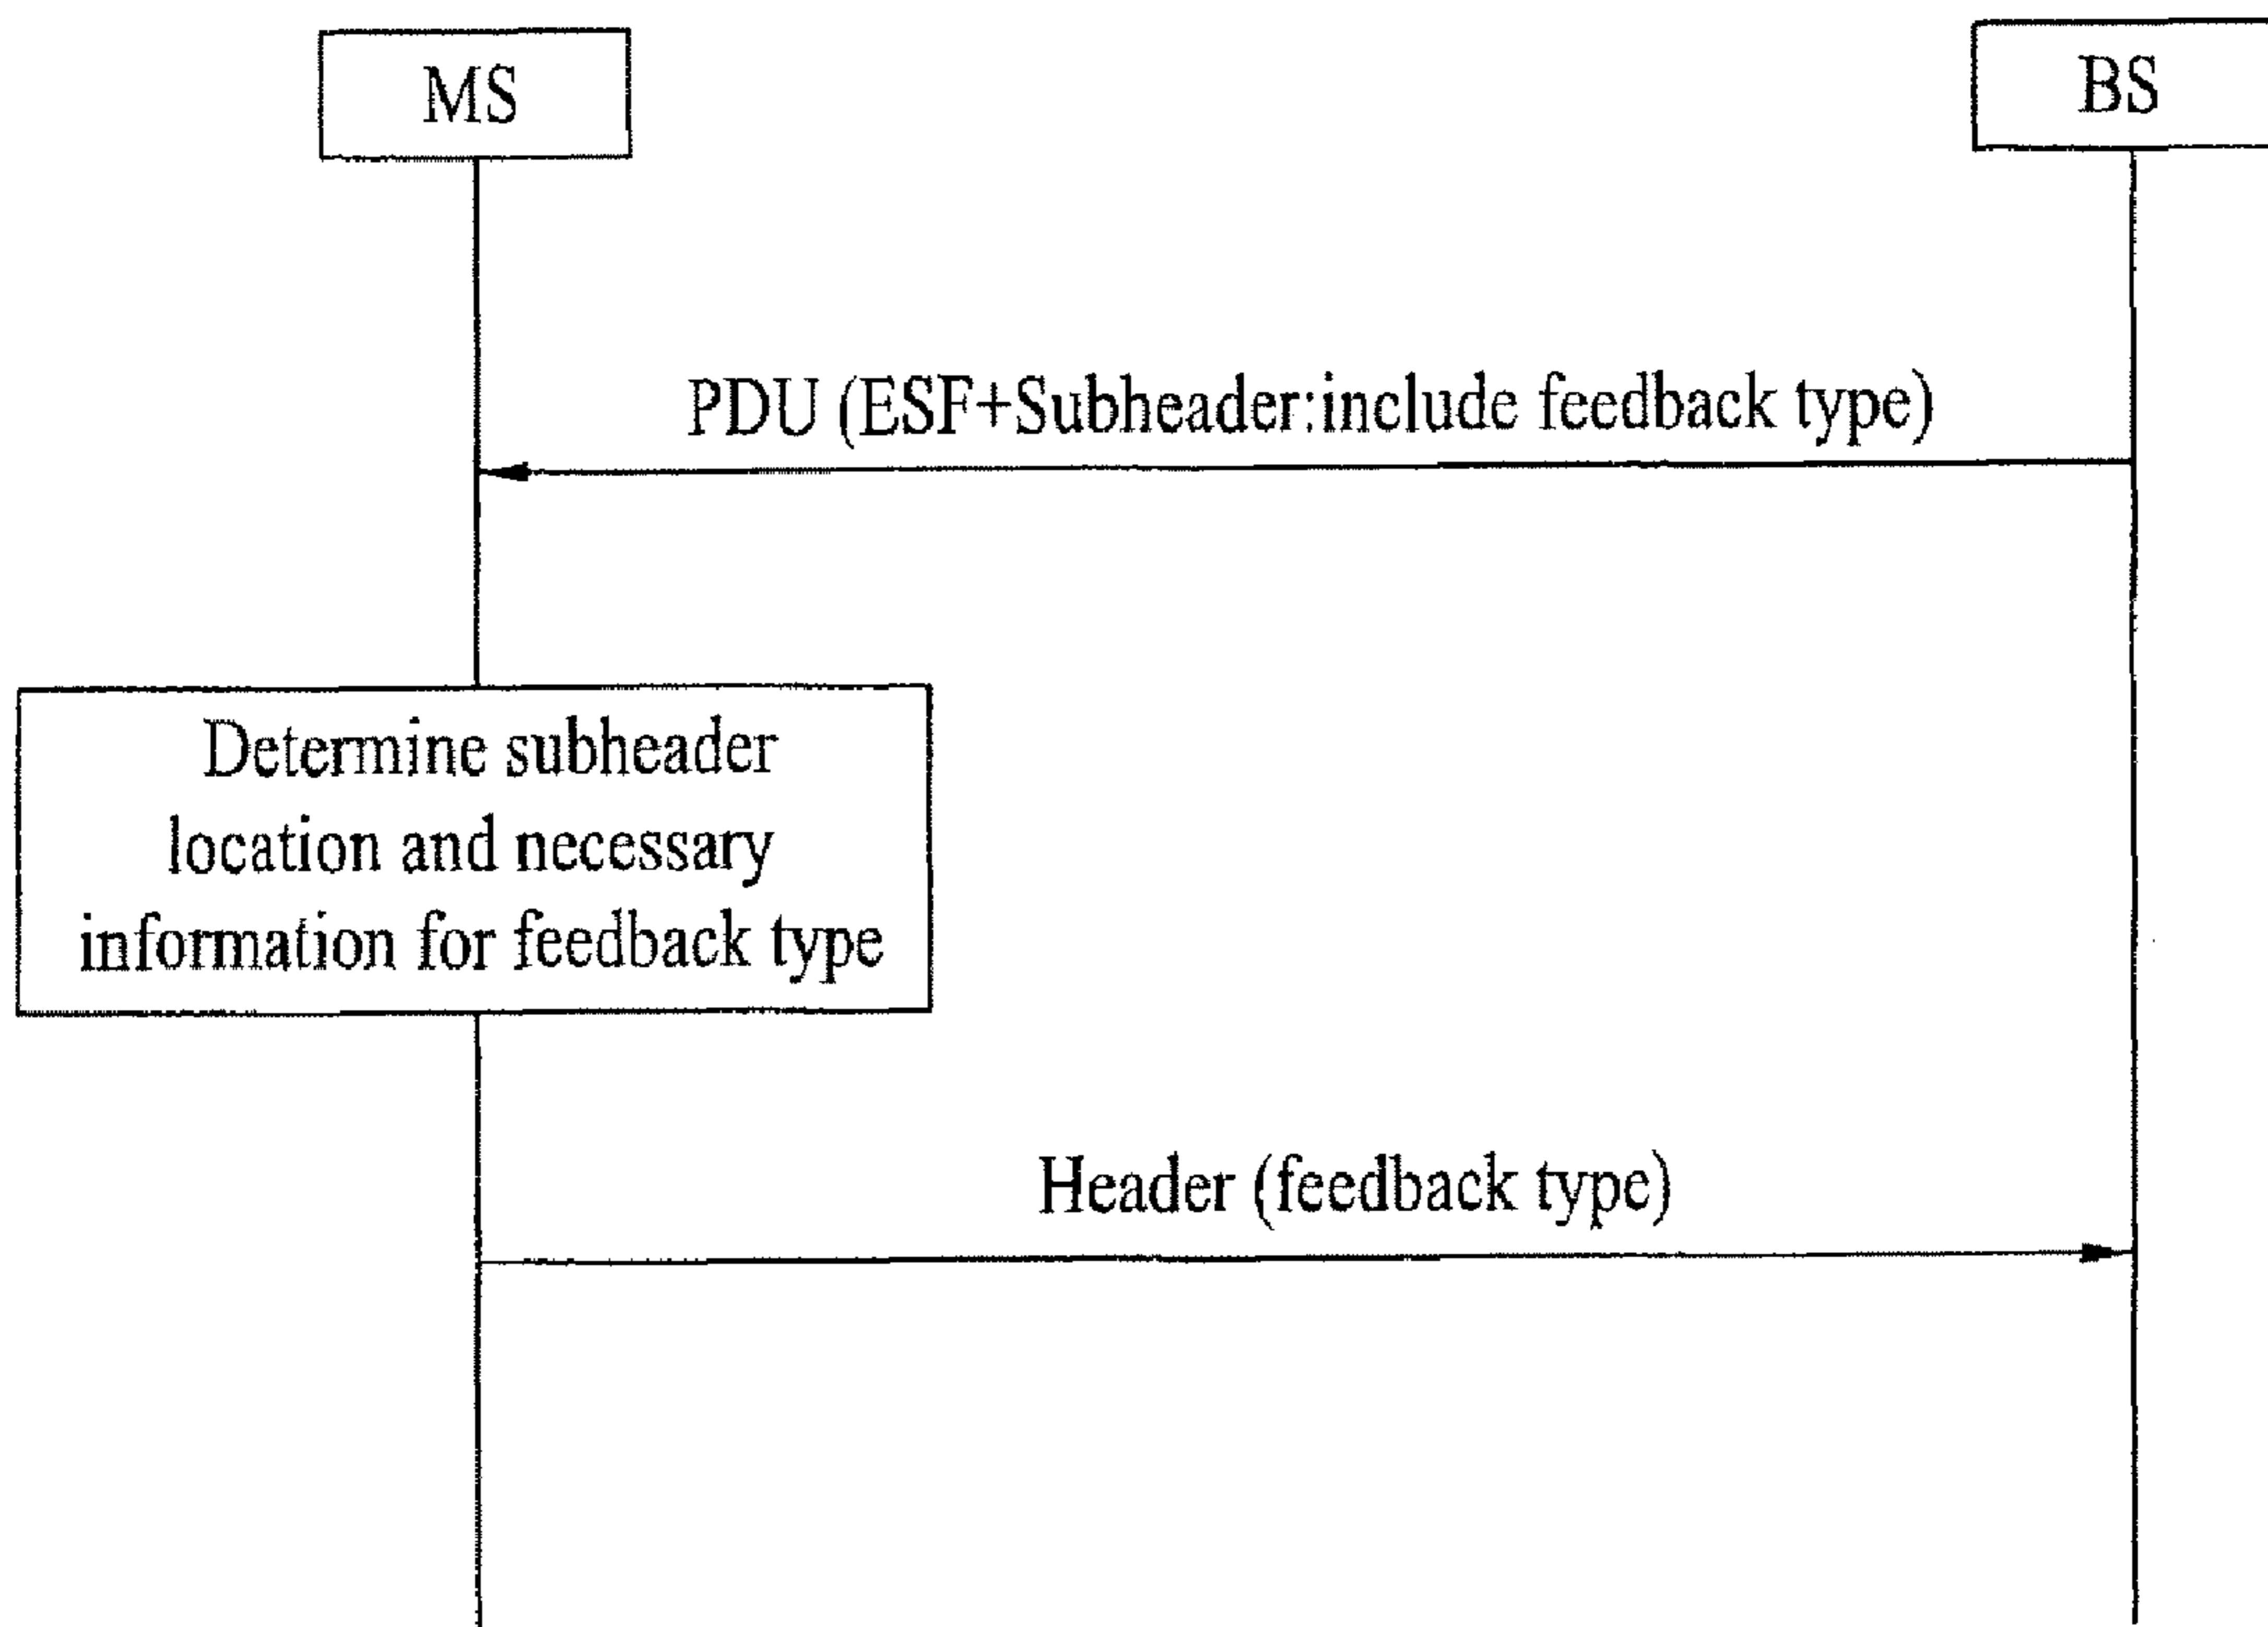 MS
BS
PDU (ESF+Subheader:include feedback type)
Determine subheader
location and necessary
information for feedback type
Header (feedback type)